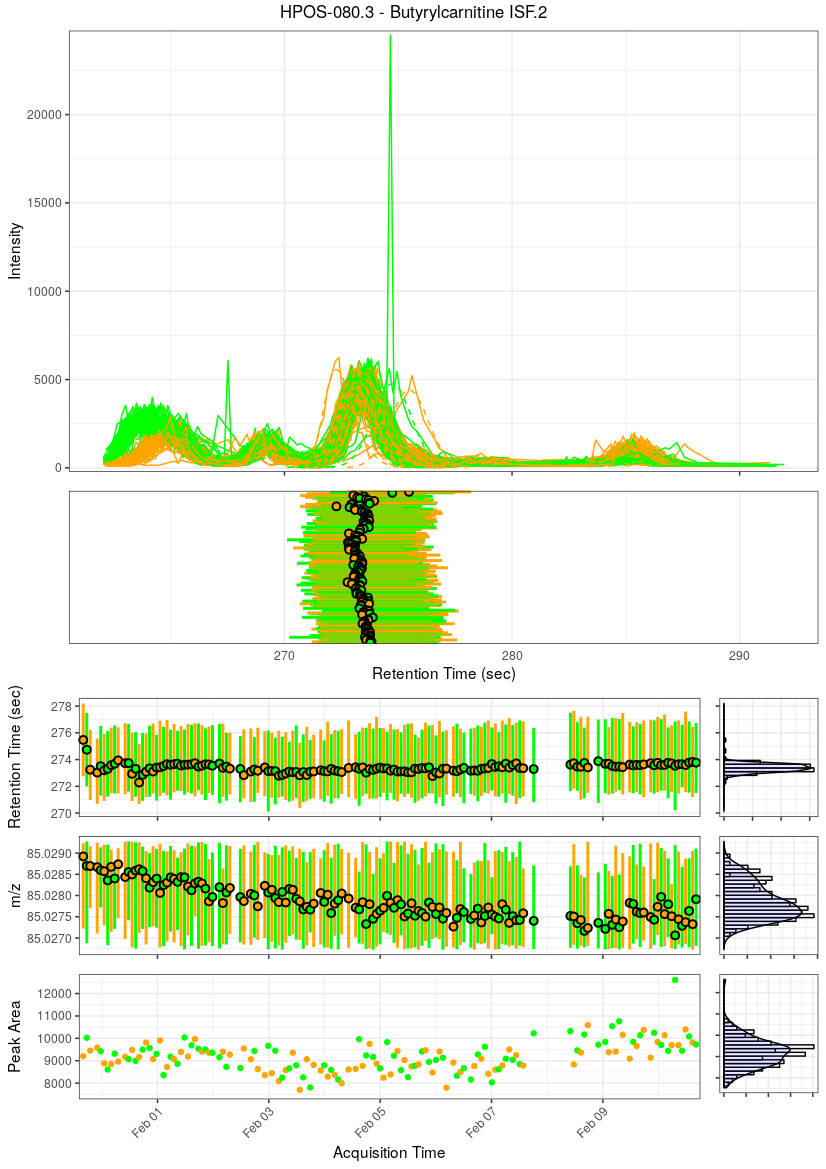 HPOS-080.3 - Butyrylcarnitine ISF.2
Intensity
20000
15000
10000
5000
0
270
280
290
Retention Time (sec)
Retention Time (sec)
278
276
274
272
270
m/z
85.0290
85.0285
85.0280
85.0275
85.0270
Peak Area
12000
11000
10000
9000
8000
Feb 01
Feb 03
Feb 05
Feb 07
Feb 09
Acquisition Time